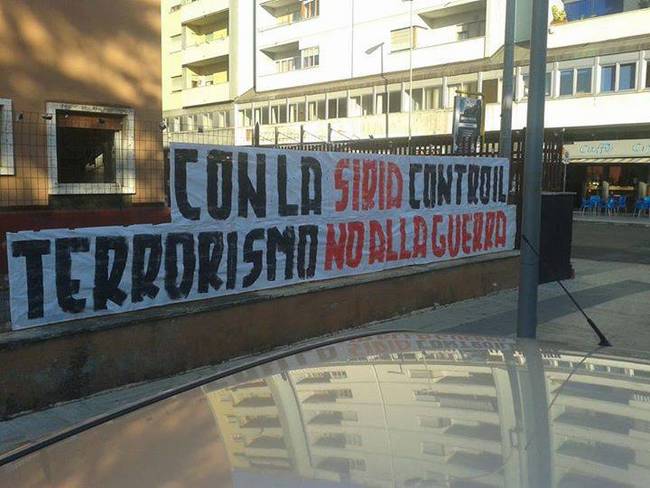 CON LA SIRIA CONTRO IL
TERRORISMO NO ALLA GUERRA